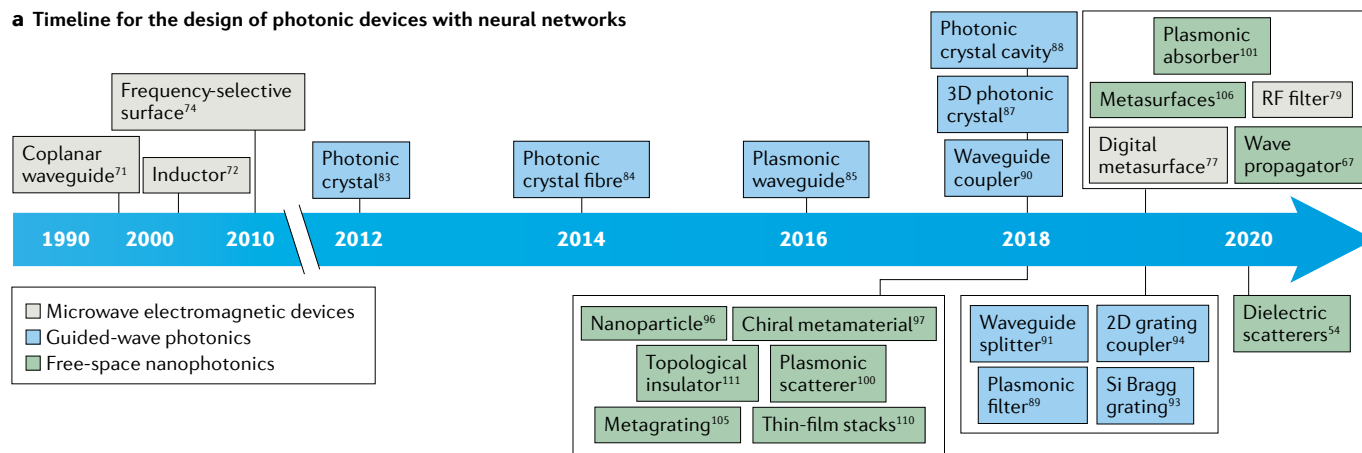 a Timeline for the design of photonic devices with neural networks
Coplanar
waveguide71
Frequency-selective
surface74
Inductor72
Photonic
crystal83
Photonic
crystal fibre84
Plasmonic
waveguide85
Photonic
crystal cavity88
3D photonic
crystal87
Waveguide
coupler90
Plasmonic
absorber101
Metasurfaces106
RF filter79
Digital
metasurface77
Wave
propagator67
1990 2000 2010 2012 2014 2016 2018 2020
Microwave electromagnetic devices
Guided-wave photonics
Free-space nanophotonics
Nanoparticle96
Chiral metamaterial97
Topological
insulator111
Plasmonic
scatterer100
Metagrating105
Thin-film stacks110
Waveguide
splitter91
2D grating
coupler94
Plasmonic
filter89
Si Bragg
grating93
Dielectric
scatterers54